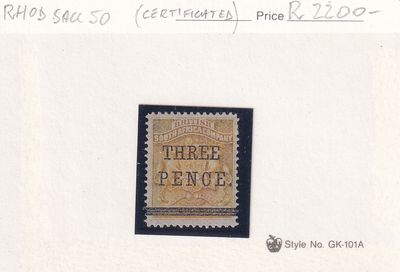 RHOD SACC 50 (CERTIFICATED) Price R 2200-
BRITISH
SOUTH AFRICA COMPANY
THREE
PENCE.
Style No. GK-101A